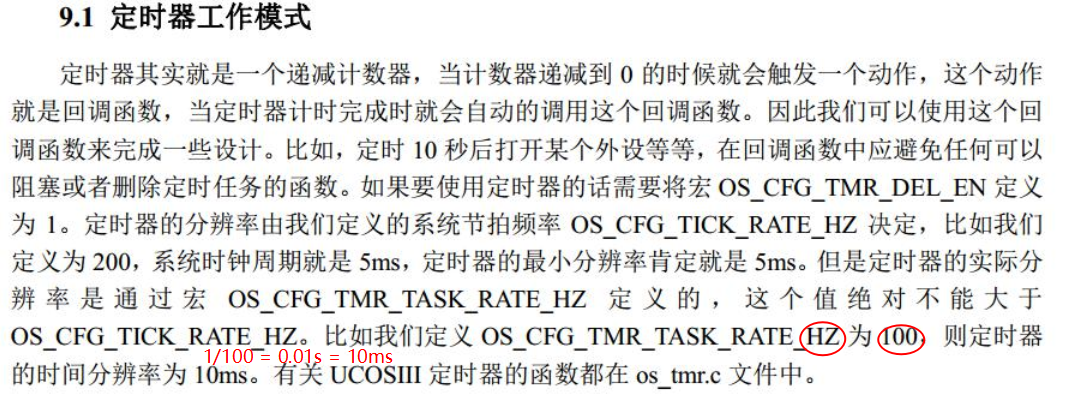 9.1 定时器工作模式
定时器其实就是一个递减计数器，当计数器递减到 0 的时候就会触发一个动作，这个动作
就是回调函数，当定时器计时完成时就会自动的调用这个回调函数。因此我们可以使用这个回
调函数来完成一些设计。比如，定时 10 秒后打开某个外设等等，在回调函数中应避免任何可以
阻塞或者删除定时任务的函数。如果要使用定时器的话需要将宏 OS_CFG_TMR_DEL_EN 定义
为 1。定时器的分辨率由我们定义的系统节拍频率 OS_CFG_TICK_RATE_HZ 决定，比如我们
定义为 200，系统时钟周期就是 5ms，定时器的最小分辨率肯定就是 5ms。但是定时器的实际分
辨率是通过宏 OS_CFG_TMR_TASK_RATE_HZ 定义的，这个值绝对不能大于
OS_CFG_TICK_RATE_HZ。比如我们定义 OS_CFG_TMR_TASK_RATE_HZ 为 100，则定时器
1/100 = 0.01s = 10ms
的时间分辨率为 10ms。有关 UCOSIII 定时器的函数都在 os_tmr.c 文件中。